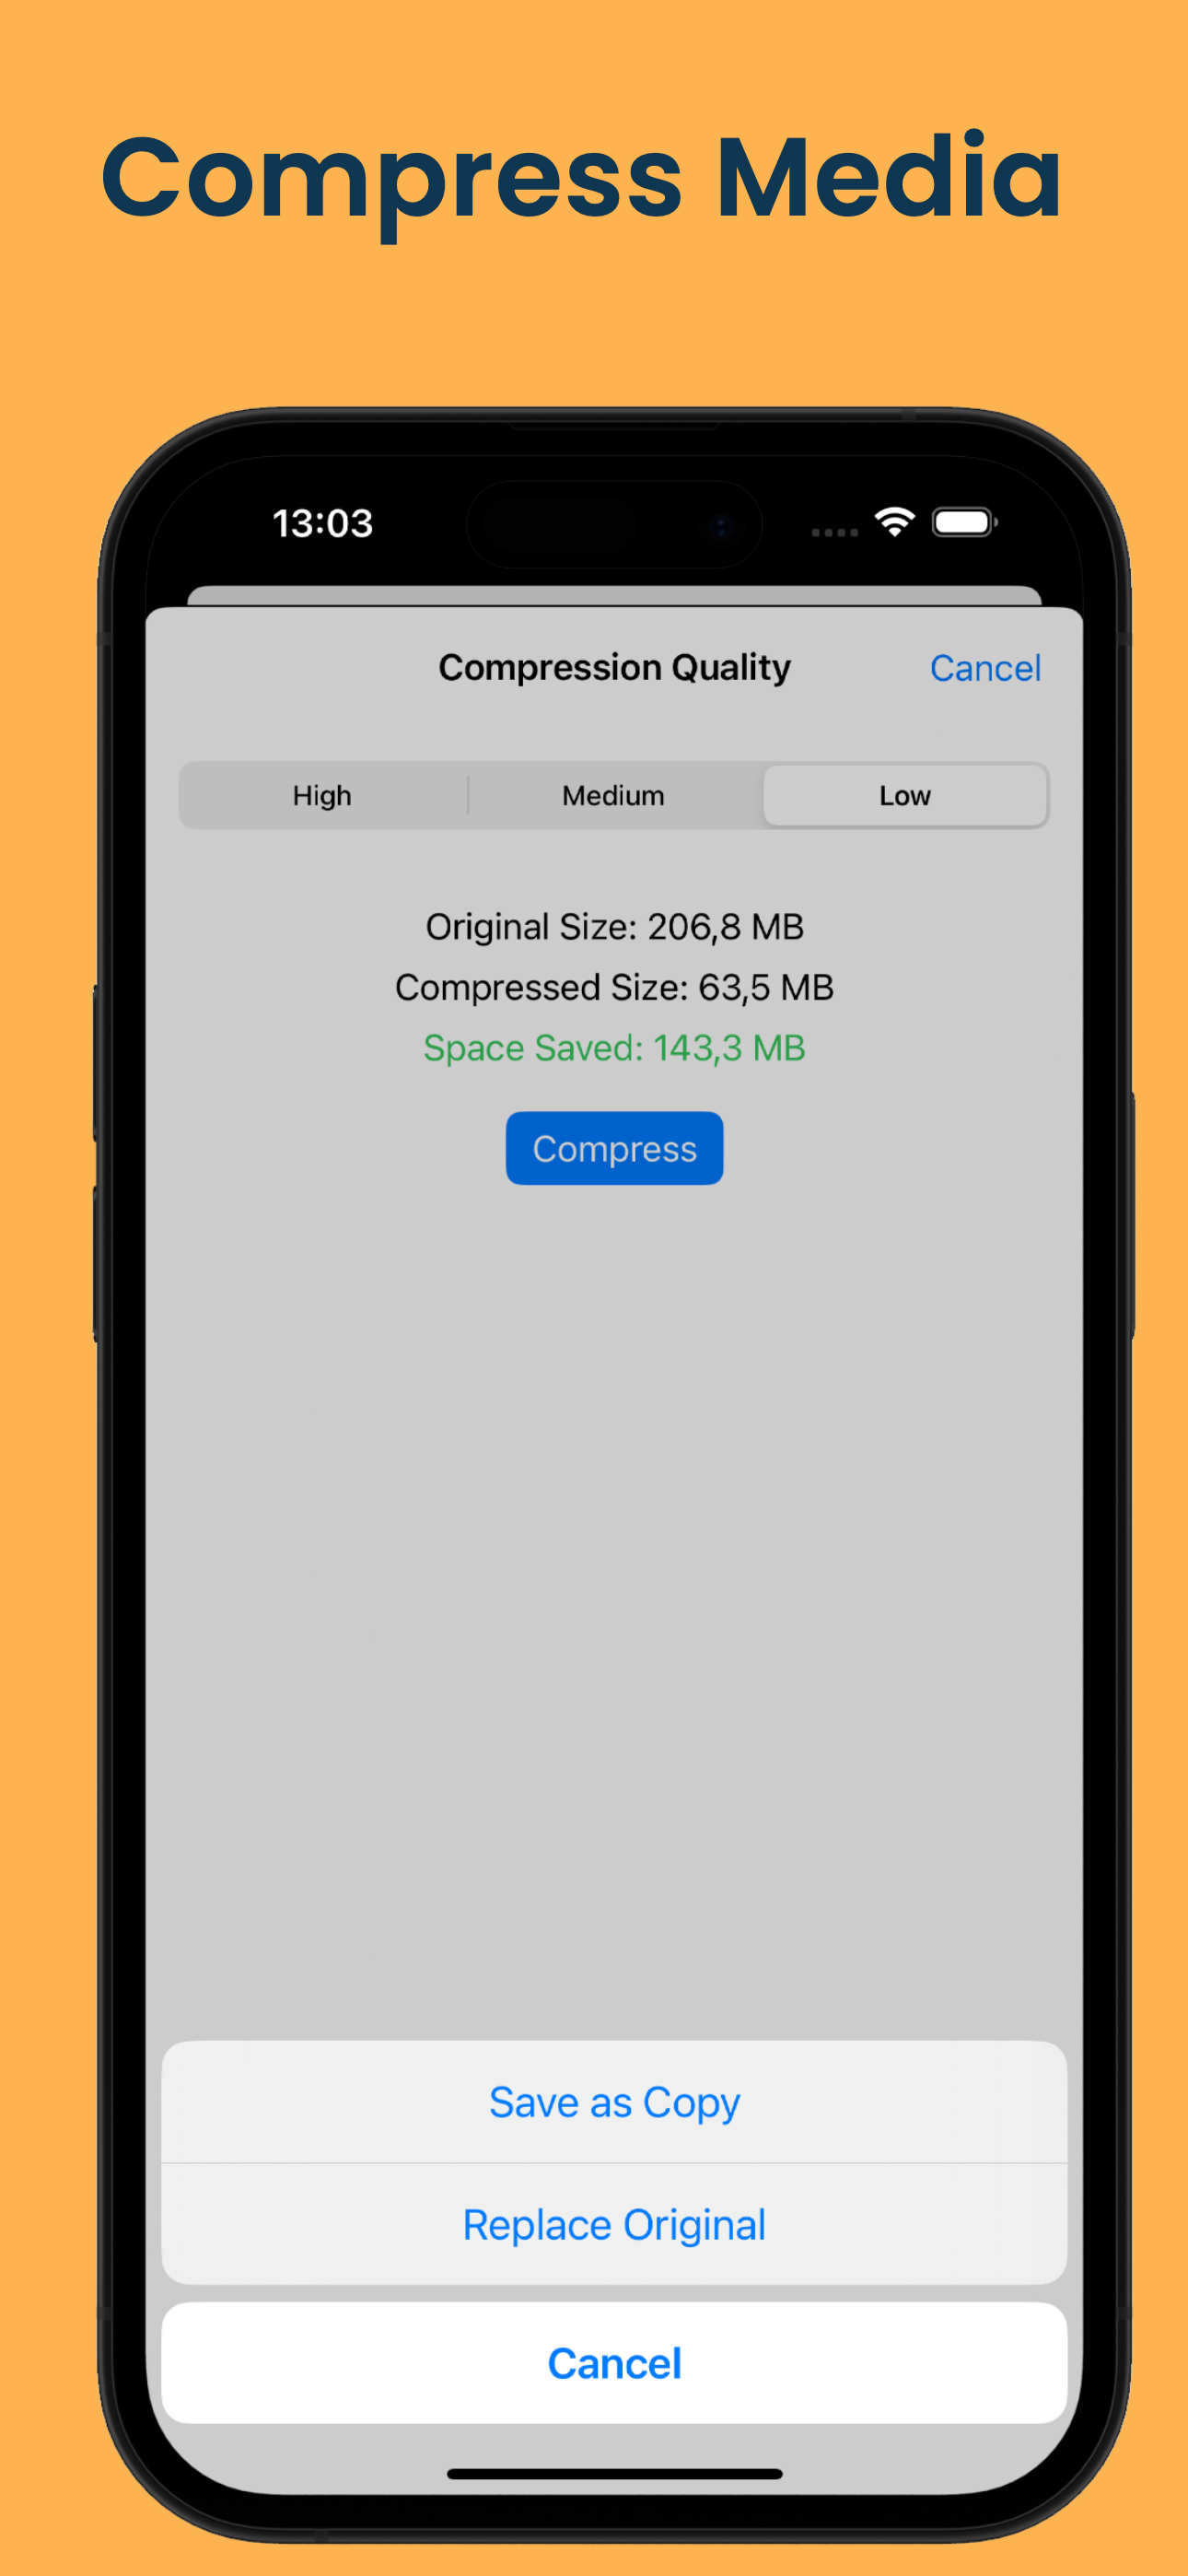 Compress Media
13:03
Compression Quality Cancel
High Medium Low
Original Size: 206,8 MB
Compressed Size: 63,5 MB
Space Saved: 143,3 MB
Compress
Save as Copy
Replace Original
Cancel